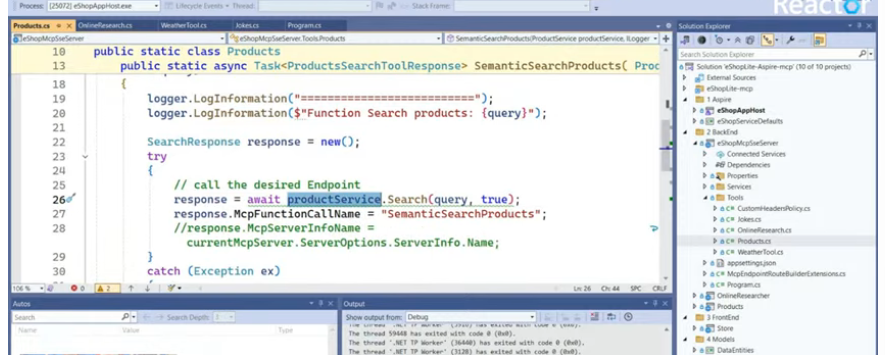 Process: [25072] eShopAppHost.exe Lifecycle Events Thread: Stack Frame:
Reactor
Products.cs OnlineResearch.cs WeatherTool.cs Jokes.cs Program.cs
eShopMcpSseServer eShopMcpSseServer.Tools.Products SemanticSearchProducts(ProductService productService, ILogger
Solution Explorer
10 public static class Products
13 public static async Task<ProductsSearchToolResponse> SemanticSearchProducts( Proc
18 {
19 logger.LogInformation("=========================");
20 logger.LogInformation($"Function Search products: {query}");
21
22 SearchResponse response = new();
23 try
24 {
25 // call the desired Endpoint
26 response = await productService.Search(query, true);
27 response.McpFunctionCallName = "SemanticSearchProducts";
28 //response.McpServerInfoName =
currentMcpServer.ServerOptions.ServerInfo.Name;
29 }
30 catch (Exception ex)
106 % 0 2 Ln: 26 Ch: 44 SPC CRLF
Search Solution Explorer
Solution 'eShopLite-Aspire-mcp' (10 of 10 projects)
External Sources
eShopLite-mcp
1 Aspire
eShopAppHost
eShopServiceDefaults
2 BackEnd
eShopMcpSseServer
Connected Services
Dependencies
Properties
Services
Tools
CustomHeadersPolicy.cs
Jokes.cs
OnlineResearch.cs
Products.cs
WeatherTool.cs
appsettings.json
McpEndpointRouteBuilderExtensions.cs
Program.cs
OnlineResearcher
Products
3 FrontEnd
Store
4 Models
DataEntities
Autos
Search Search Depth: 3
Name Value Type
Output
Show output from: Debug
The thread '.NET TP Worker' has exited with code 0 (0x0).
The thread 59448 has exited with code 0 (0x0).
The thread '.NET TP Worker' (36440) has exited with code 0 (0x0).
The thread '.NET TP Worker' (3128) has exited with code 0 (0x0).